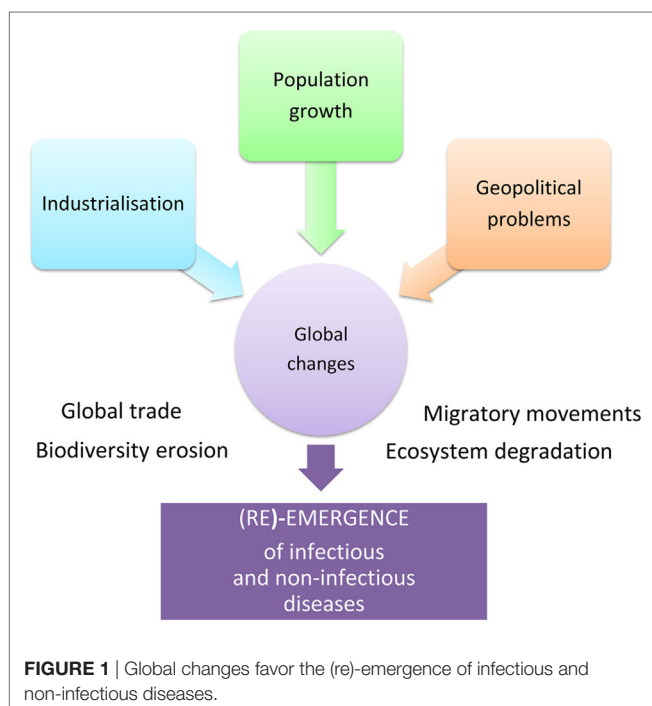 Population
growth
Industrialisation
Geopolitical
problems
Global
changes
Global trade
Biodiversity erosion
Migratory movements
Ecosystem degradation
(RE)-EMERGENCE
of infectious
and non-infectious
diseases
FIGURE 1 | Global changes favor the (re)-emergence of infectious and
non-infectious diseases.